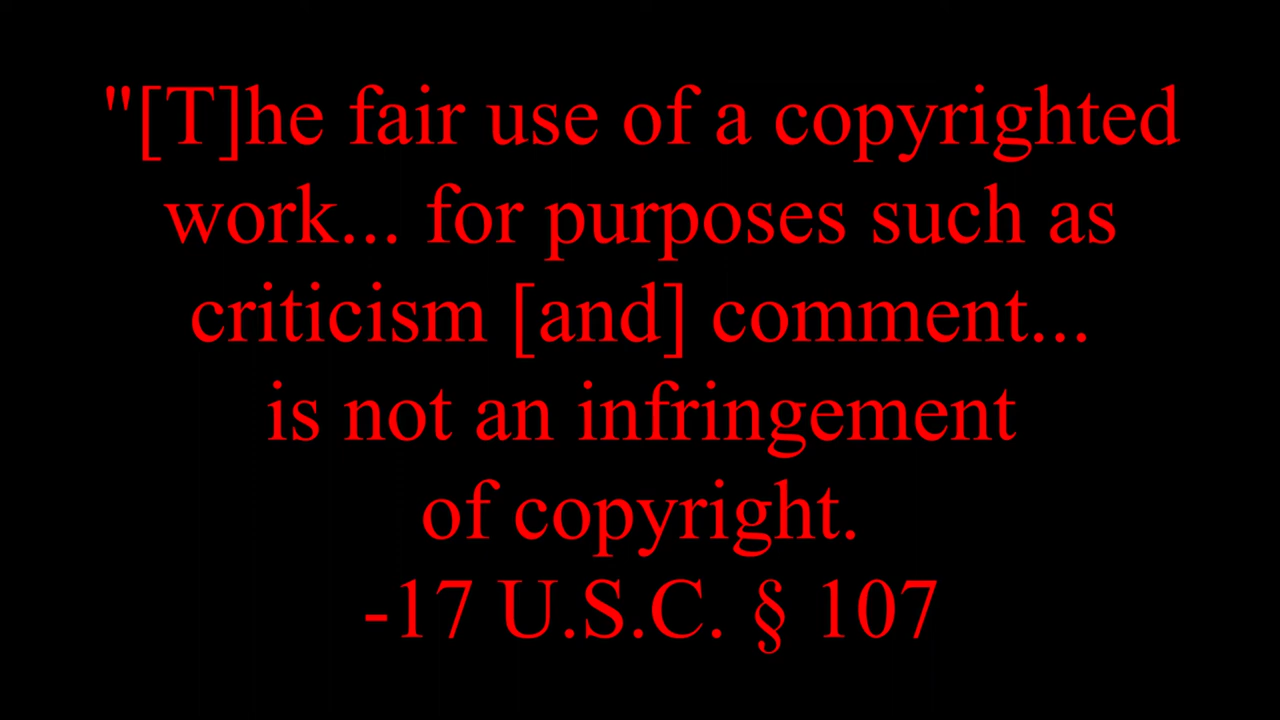 "[T]he fair use of a copyrighted
work... for purposes such as
criticism [and] comment...
is not an infringement
of copyright.
-17 U.S.C. § 107